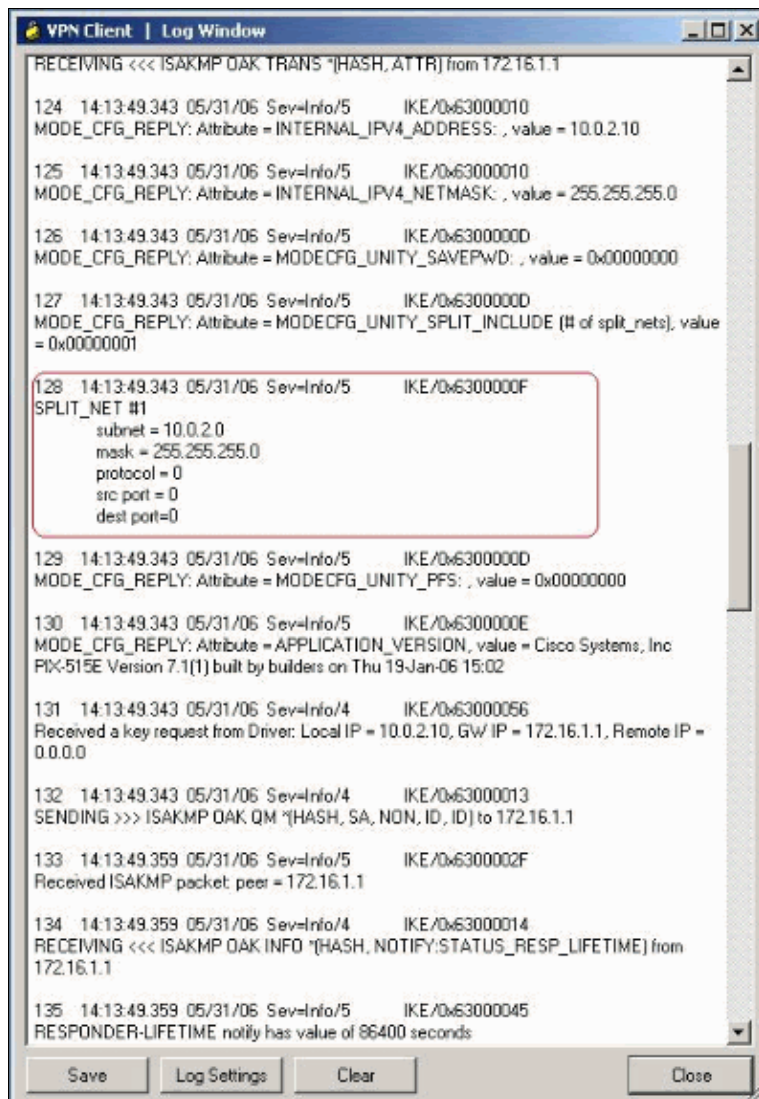 VPN Client | Log Window
RECEIVING <<< ISAKMP OAK TRANS *(HASH, ATTR) from 172.16.1.1
124 14:13:49.343 05/31/06 Sev=Info/5 IKE/0x63000010
MODE_CFG_REPLY: Attribute = INTERNAL_IPV4_ADDRESS: , value = 10.0.2.10
125 14:13:49.343 05/31/06 Sev=Info/5 IKE/0x63000010
MODE_CFG_REPLY: Attribute = INTERNAL_IPV4_NETMASK: , value = 255.255.255.0
126 14:13:49.343 05/31/06 Sev=Info/5 IKE/0x6300000D
MODE_CFG_REPLY: Attribute = MODECFG_UNITY_SAVEPWD: , value = 0x00000000
127 14:13:49.343 05/31/06 Sev=Info/5 IKE/0x6300000D
MODE_CFG_REPLY: Attribute = MODECFG_UNITY_SPLIT_INCLUDE (# of split_nets), value
= 0x00000001
128 14:13:49.343 05/31/06 Sev=Info/5 IKE/0x6300000F
SPLIT_NET #1
subnet = 10.0.2.0
mask = 255.255.255.0
protocol = 0
src port = 0
dest port=0
129 14:13:49.343 05/31/06 Sev=Info/5 IKE/0x6300000D
MODE_CFG_REPLY: Attribute = MODECFG_UNITY_PFS: , value = 0x00000000
130 14:13:49.343 05/31/06 Sev=Info/5 IKE/0x6300000E
MODE_CFG_REPLY: Attribute = APPLICATION_VERSION, value = Cisco Systems, Inc
PIX-515E Version 7.1(1) built by builders on Thu 19-Jan-06 15:02
131 14:13:49.343 05/31/06 Sev=Info/4 IKE/0x63000056
Received a key request from Driver: Local IP = 10.0.2.10, GW IP = 172.16.1.1, Remote IP =
0.0.0.0
132 14:13:49.343 05/31/06 Sev=Info/4 IKE/0x63000013
SENDING >>> ISAKMP OAK QM *(HASH, SA, NON, ID, ID) to 172.16.1.1
133 14:13:49.359 05/31/06 Sev=Info/5 IKE/0x6300002F
Received ISAKMP packet: peer = 172.16.1.1
134 14:13:49.359 05/31/06 Sev=Info/4 IKE/0x63000014
RECEIVING <<< ISAKMP OAK INFO *(HASH, NOTIFY:STATUS_RESP_LIFETIME) from
172.16.1.1
135 14:13:49.359 05/31/06 Sev=Info/5 IKE/0x63000045
RESPONDER-LIFETIME notify has value of 86400 seconds
Save Log Settings Clear Close